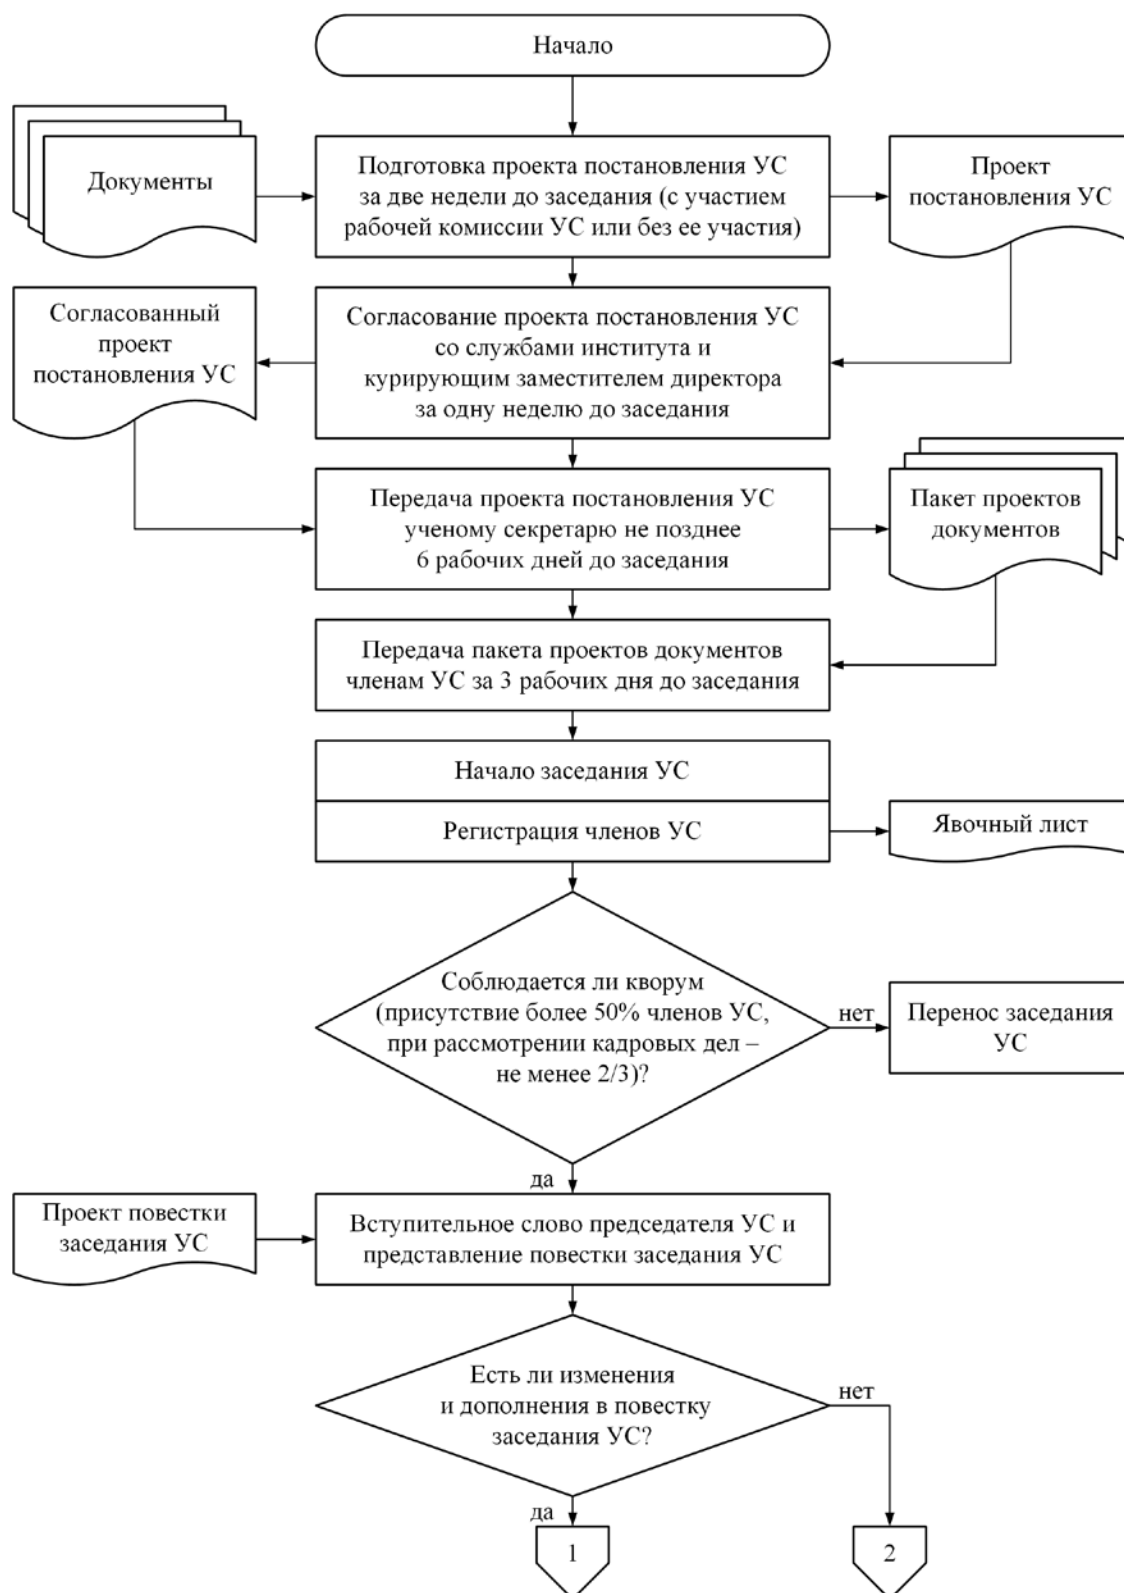 Начало
Документы
Подготовка проекта постановления УС
за две недели до заседания (с участием
рабочей комиссии УС или без ее участия)
Проект
постановления УС
Согласованный
проект
постановления УС
Согласование проекта постановления УС
со службами института и
курирующим заместителем директора
за одну неделю до заседания
Передача проекта постановления УС
ученому секретарю не позднее
6 рабочих дней до заседания
Пакет проектов
документов
Передача пакета проектов документов
членам УС за 3 рабочих дня до заседания
Начало заседания УС
Регистрация членов УС
Явочный лист
Соблюдается ли кворум
(присутствие более 50% членов УС,
при рассмотрении кадровых дел –
не менее 2/3)?
нет
Перенос заседания
УС
да
Проект повестки
заседания УС
Вступительное слово председателя УС и
представление повестки заседания УС
Есть ли изменения
и дополнения в повестку
заседания УС?
нет
да
1
2